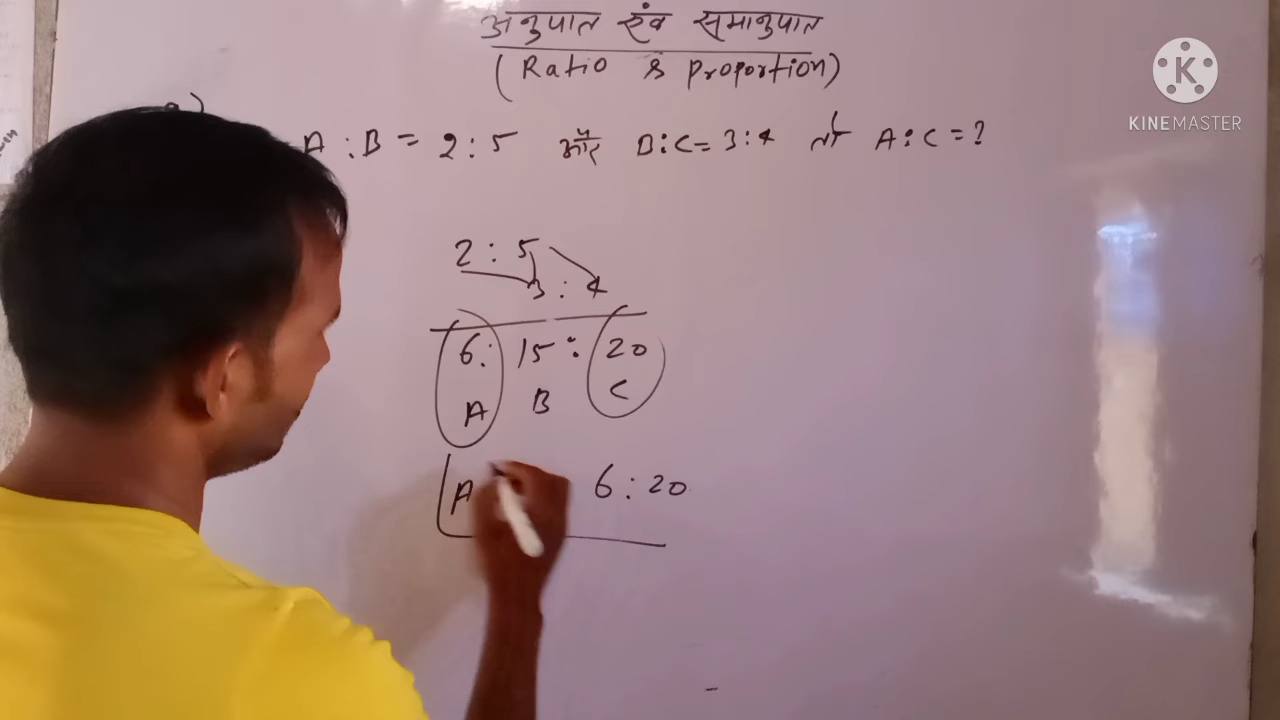 अनुपात एंव समानुपात
(Ratio & Proportion)
A : B = 2 : 5 और B : C = 3 : 4 तो A : C = ?
2 : 5
3 : 4
6 : 15 : 20
A B C
A 6 : 20
K
KINEMASTER